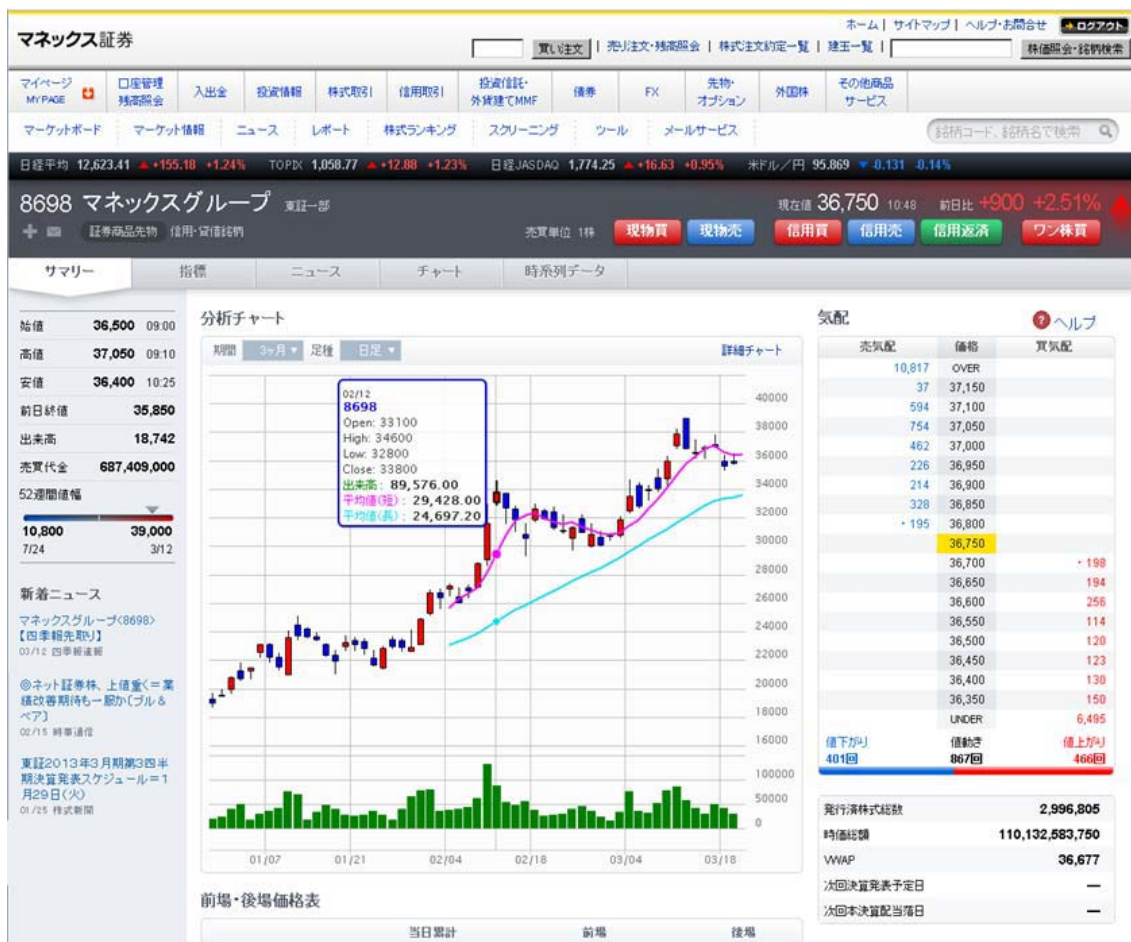 マネックス証券
ホーム | サイトマップ | ヘルプ・お問合せ ログアウト
買い注文 | 売り注文・残高照会 | 株式注文約定一覧 | 建玉一覧 | 株価照会・銘柄検索
マイページ MY PAGE 口座管理 残高照会 入出金 投資情報 株式取引 信用取引 投資信託・外貨建てMMF 債券 FX 先物・オプション 外国株 その他商品サービス
マーケットボード マーケット情報 ニュース レポート 株式ランキング スクリーニング ツール メールサービス 銘柄コード、銘柄名で検索
日経平均 12,623.41 ▲ +155.18 +1.24% TOPIX 1,058.77 ▲ +12.88 +1.23% 日経JASDAQ 1,774.25 ▲ +16.63 +0.95% 米ドル/円 95.869 ▼ -0.131 -0.14%
8698 マネックスグループ 東証一部 現在値 36,750 10:48 前日比 +900 +2.51%
証券商品先物 信用・貸借銘柄 売買単位 1株 現物買 現物売 信用買 信用売 信用返済 ワン株買
サマリー 指標 ニュース チャート 時系列データ
始値 36,500 09:00
高値 37,050 09:10
安値 36,400 10:25
前日終値 35,850
出来高 18,742
売買代金 687,409,000
52週間値幅
10,800 39,000
7/24 3/12
新着ニュース
マネックスグループ<8698>
【四季報先取り】
03/12 四季報速報
◎ネット証券株、上値重く=業
績改善期待も一服か〔ブル&
ベア〕
02/15 時事通信
東証2013年3月期第3四半
期決算発表スケジュール=1
月29日(火)
01/25 株式新聞
分析チャート
期間 3ヶ月 ▼ 足種 日足 ▼ 詳細チャート
02/12
8698
Open: 33100
High: 34600
Low: 32800
Close: 33800
出来高: 89,576.00
平均値(短): 29,428.00
平均値(長): 24,697.20
40000
38000
36000
34000
32000
30000
28000
26000
24000
22000
20000
18000
16000
100000
50000
0
01/07 01/21 02/04 02/18 03/04 03/18
前場・後場価格表
当日累計 前場 後場
気配 ? ヘルプ
売気配 価格 買気配
10,817 OVER
37 37,150
594 37,100
754 37,050
462 37,000
226 36,950
214 36,900
328 36,850
・195 36,800
36,750
36,700 ・198
36,650 194
36,600 256
36,550 114
36,500 120
36,450 123
36,400 130
36,350 150
UNDER 6,495
値下がり 値動き 値上がり
401回 867回 466回
発行済株式総数 2,996,805
時価総額 110,132,583,750
VWAP 36,677
次回決算発表予定日 —
次回本決算配当落日 —